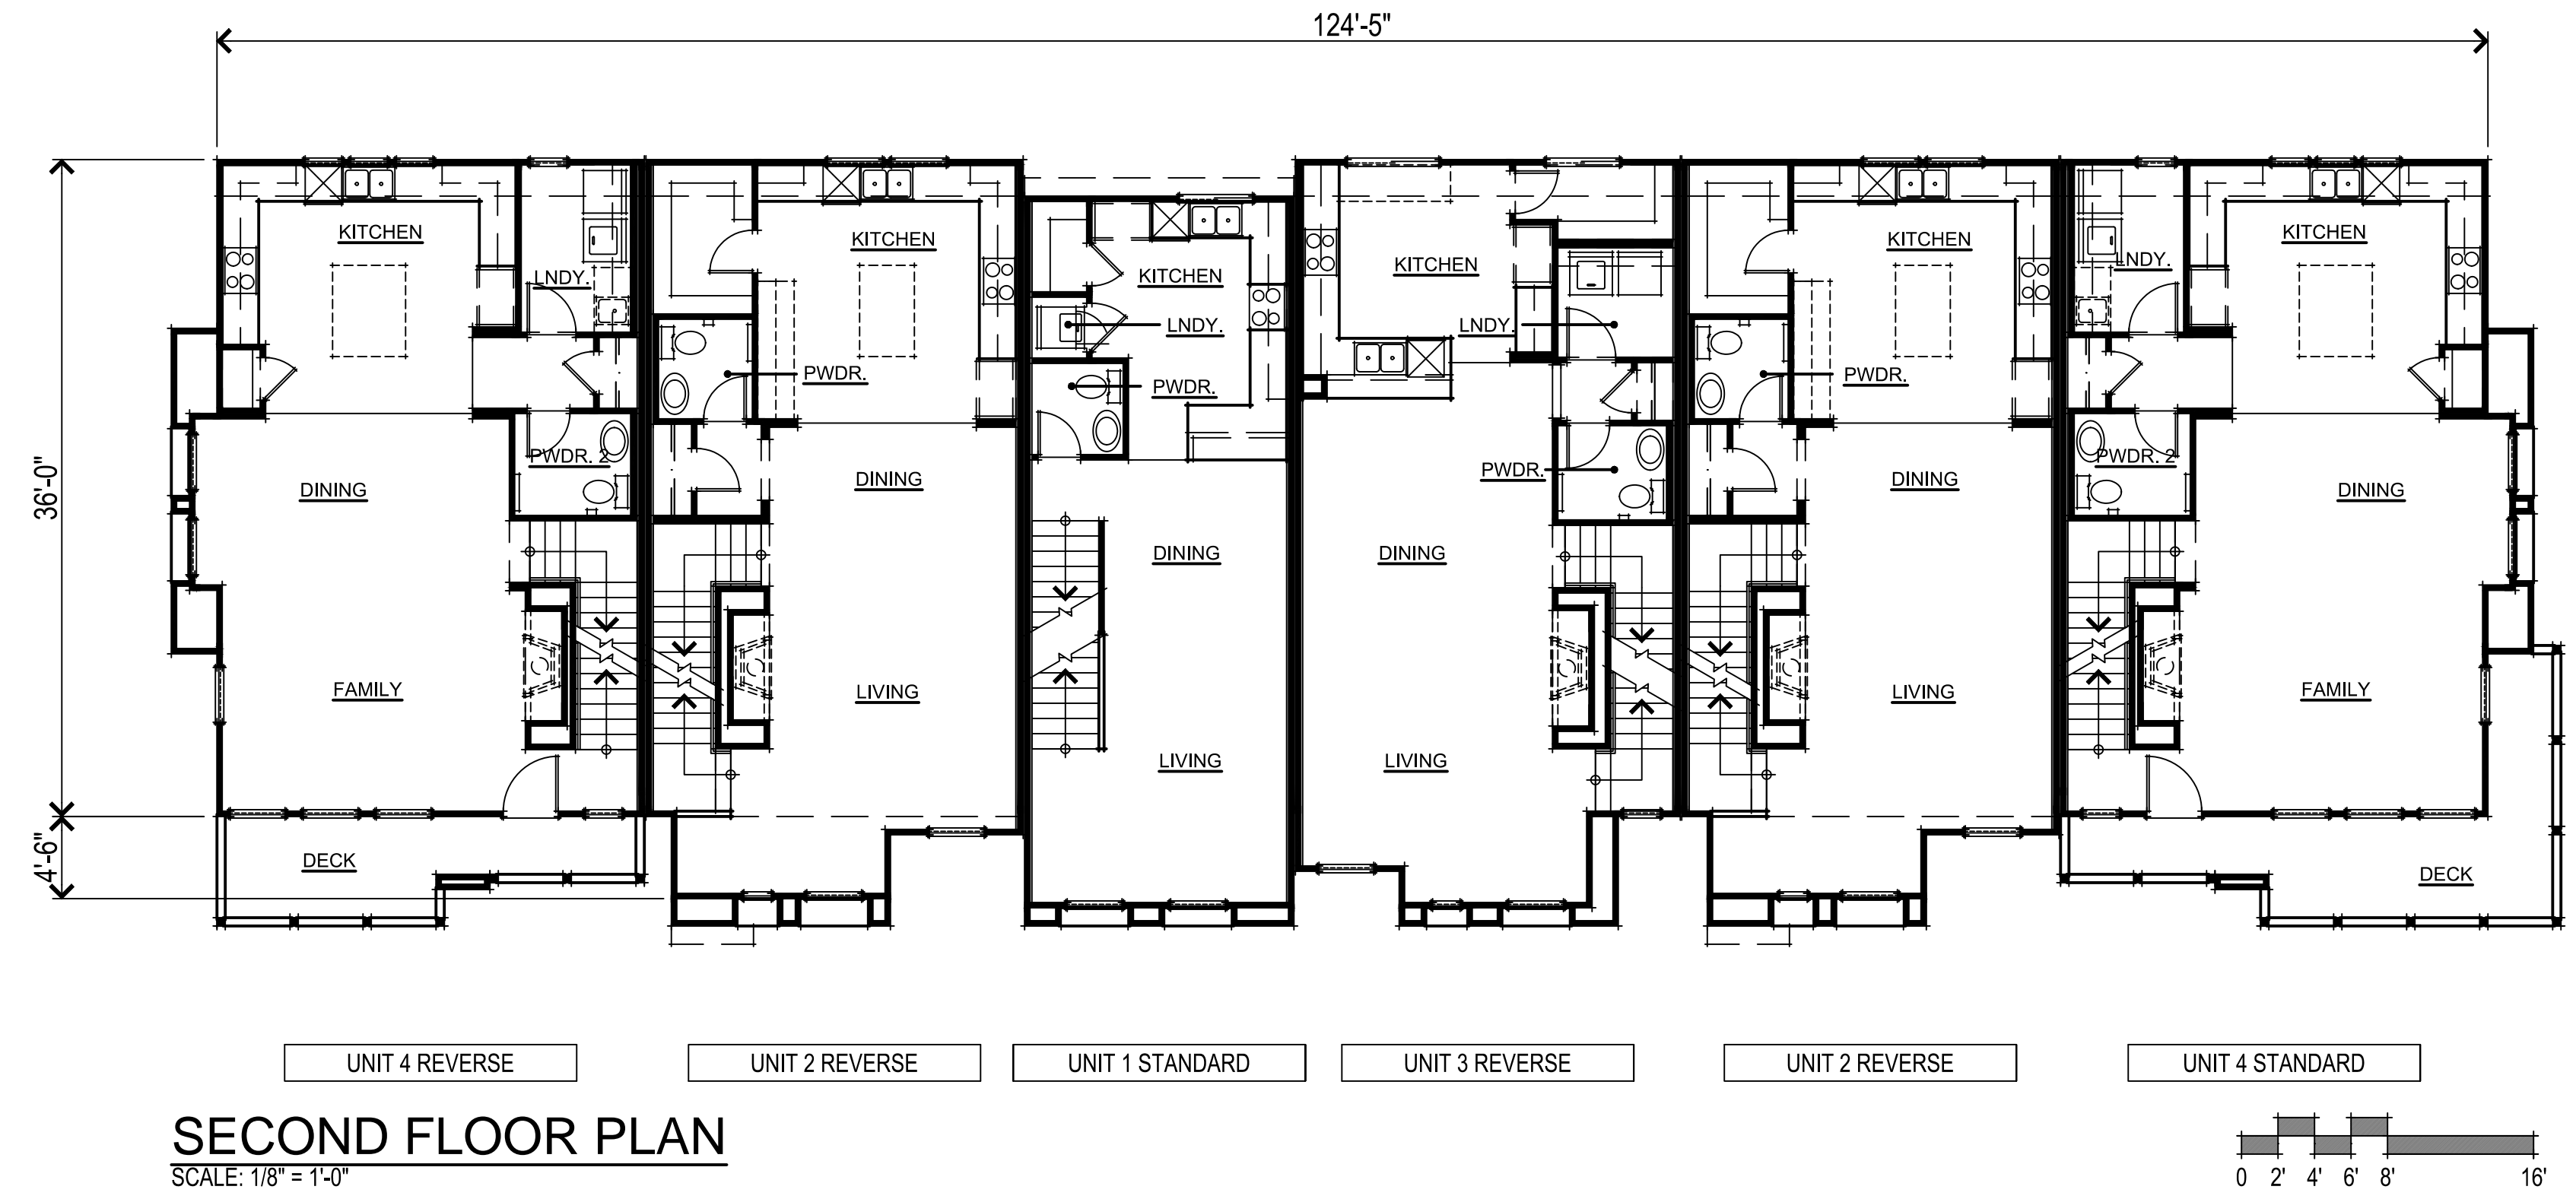 124'-5"
36'-0"
4'-6"
KITCHEN
LNDY.
PWDR. 2
DINING
FAMILY
DECK
KITCHEN
PWDR.
DINING
LIVING
KITCHEN
LNDY.
PWDR.
DINING
LIVING
KITCHEN
LNDY.
PWDR.
DINING
LIVING
KITCHEN
PWDR.
DINING
LIVING
KITCHEN
LNDY.
PWDR. 2
DINING
FAMILY
DECK
UNIT 4 REVERSE
UNIT 2 REVERSE
UNIT 1 STANDARD
UNIT 3 REVERSE
UNIT 2 REVERSE
UNIT 4 STANDARD
SECOND FLOOR PLAN
SCALE: 1/8" = 1'-0"
0 2' 4' 6' 8' 16'